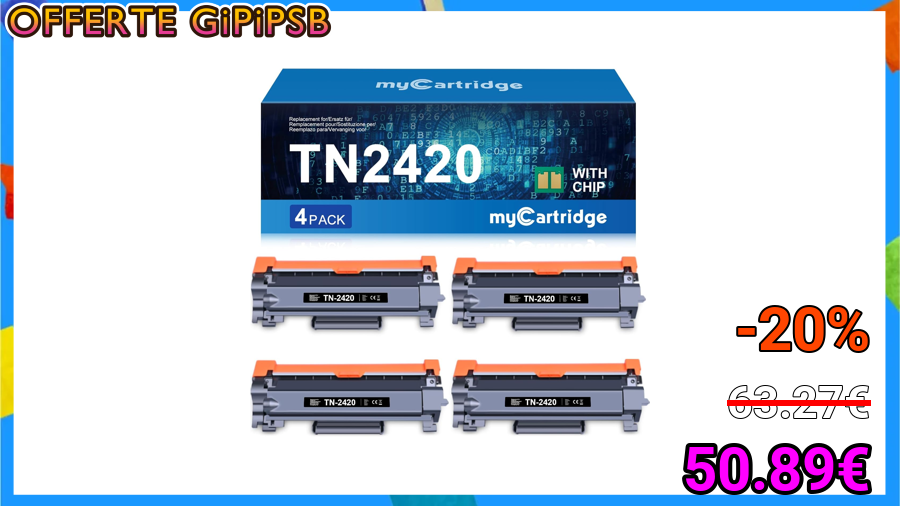 OFFERTE GiPiPSB
myCartridge
Replacement for/Ersatz für/
Remplacement pour/Sostituzione per/
Reemplazo para/Vervanging voor
TN2420
WITH
CHIP
4 PACK
myCartridge
TN-2420
TN-2420
TN-2420
TN-2420
-20%
63.27€
50.89€